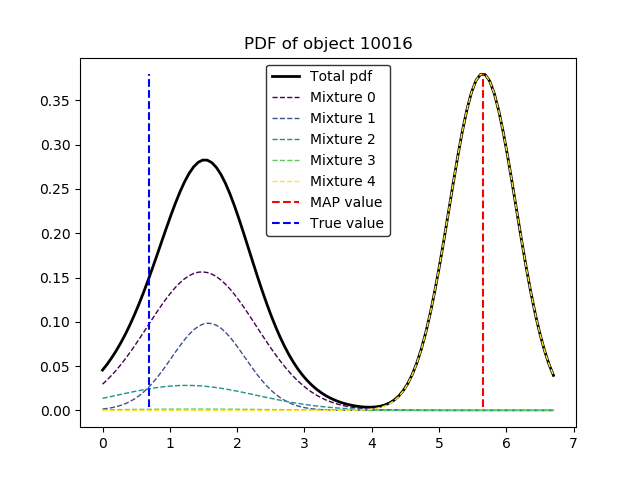 PDF of object 10016
Total pdf
Mixture 0
Mixture 1
Mixture 2
Mixture 3
Mixture 4
MAP value
True value
0.35
0.30
0.25
0.20
0.15
0.10
0.05
0.00
0 1 2 3 4 5 6 7